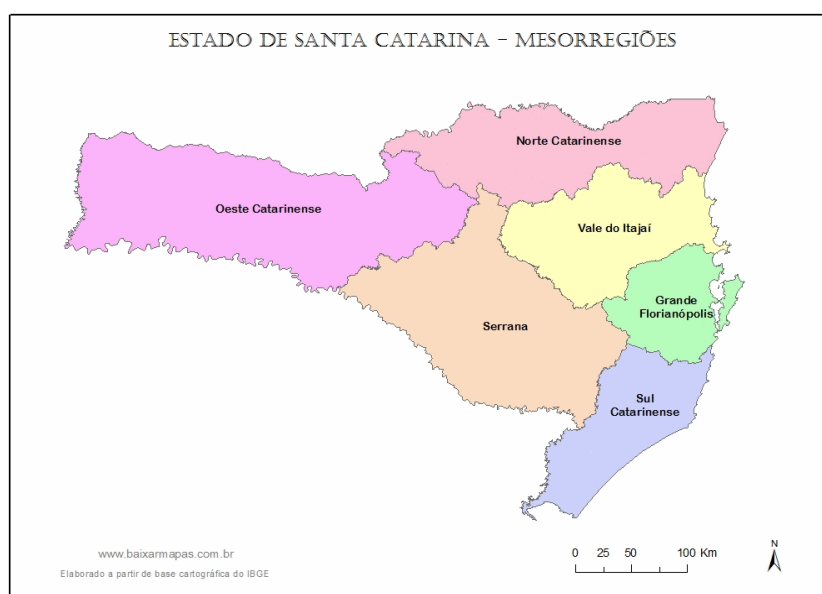 ESTADO DE SANTA CATARINA – MESORREGIÕES
Norte Catarinense
Oeste Catarinense
Vale do Itajaí
Grande
Florianópolis
Serrana
Sul
Catarinense
www.baixarmapas.com.br
Elaborado a partir de base cartográfica do IBGE
0 25 50 100 Km
N